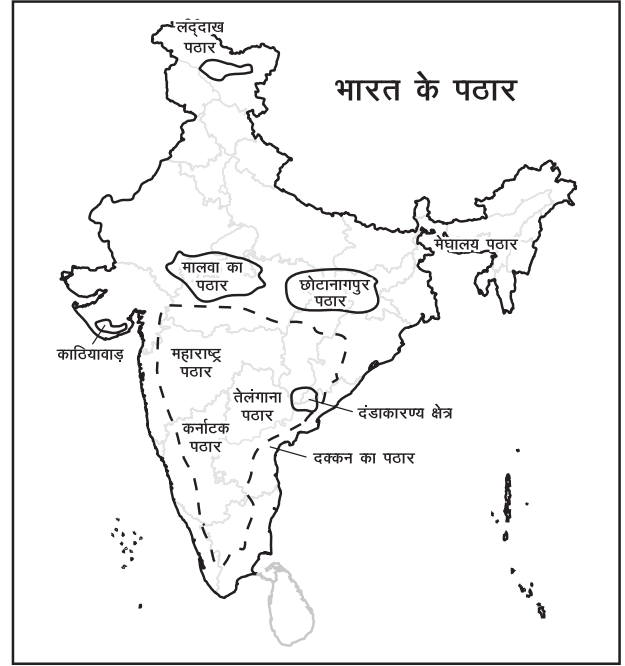 लद्दाख
पठार
भारत के पठार
मेघालय पठार
मालवा का
पठार
छोटानागपुर
पठार
काठियावाड़
महाराष्ट्र
पठार
तेलंगाना
पठार
दंडाकारण्य क्षेत्र
कर्नाटक
पठार
दक्कन का पठार